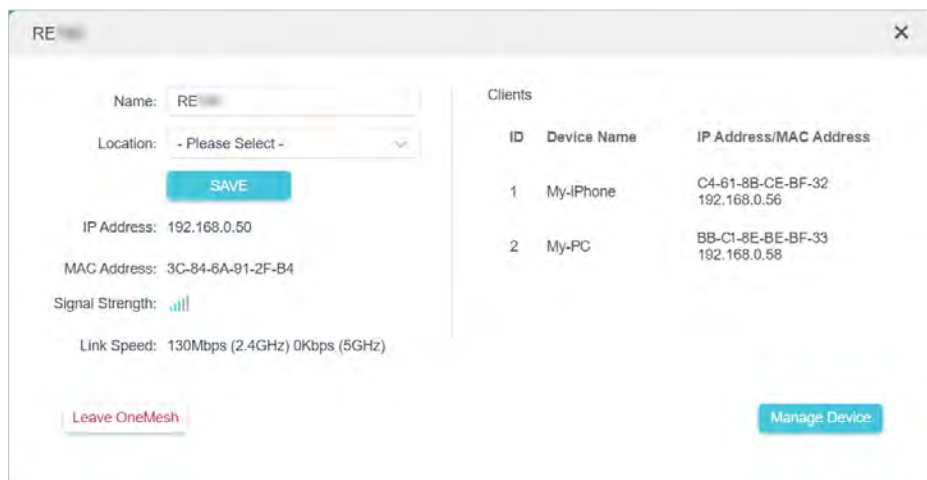 RE
Name: RE
Location: - Please Select -
SAVE
IP Address: 192.168.0.50
MAC Address: 3C-84-6A-91-2F-B4
Signal Strength:
Link Speed: 130Mbps (2.4GHz) 0Kbps (5GHz)
Leave OneMesh
Clients
ID Device Name IP Address/MAC Address
1 My-iPhone C4-61-8B-CE-BF-32
192.168.0.56
2 My-PC BB-C1-8E-BE-BF-33
192.168.0.58
Manage Device